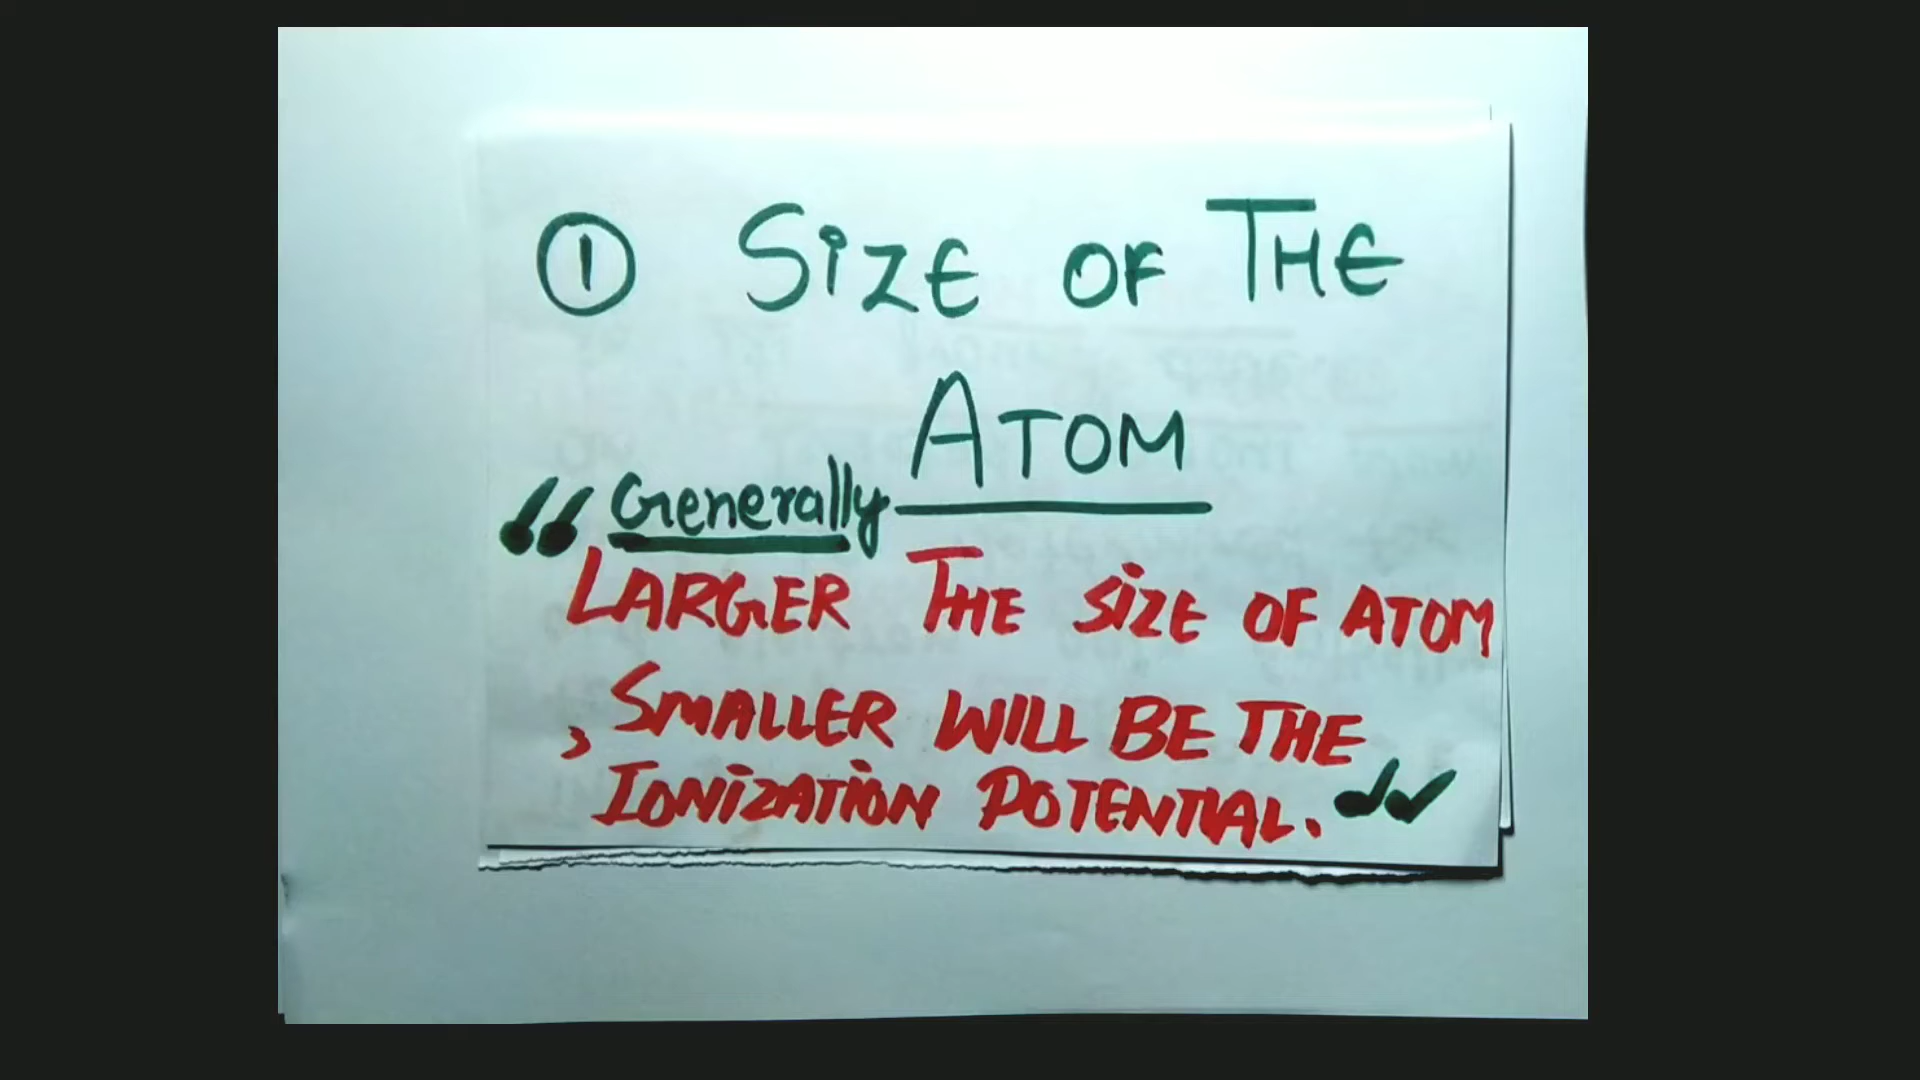 ① SIZE OF THE
ATOM
“ Generally
LARGER THE SIZE OF ATOM
, SMALLER WILL BE THE
IONIZATION POTENTIAL. ”